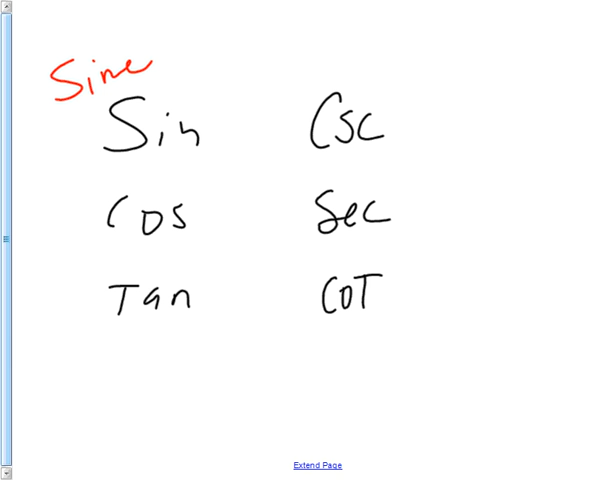 Sine
Sin Csc
Cos Sec
Tan COT
Extend Page